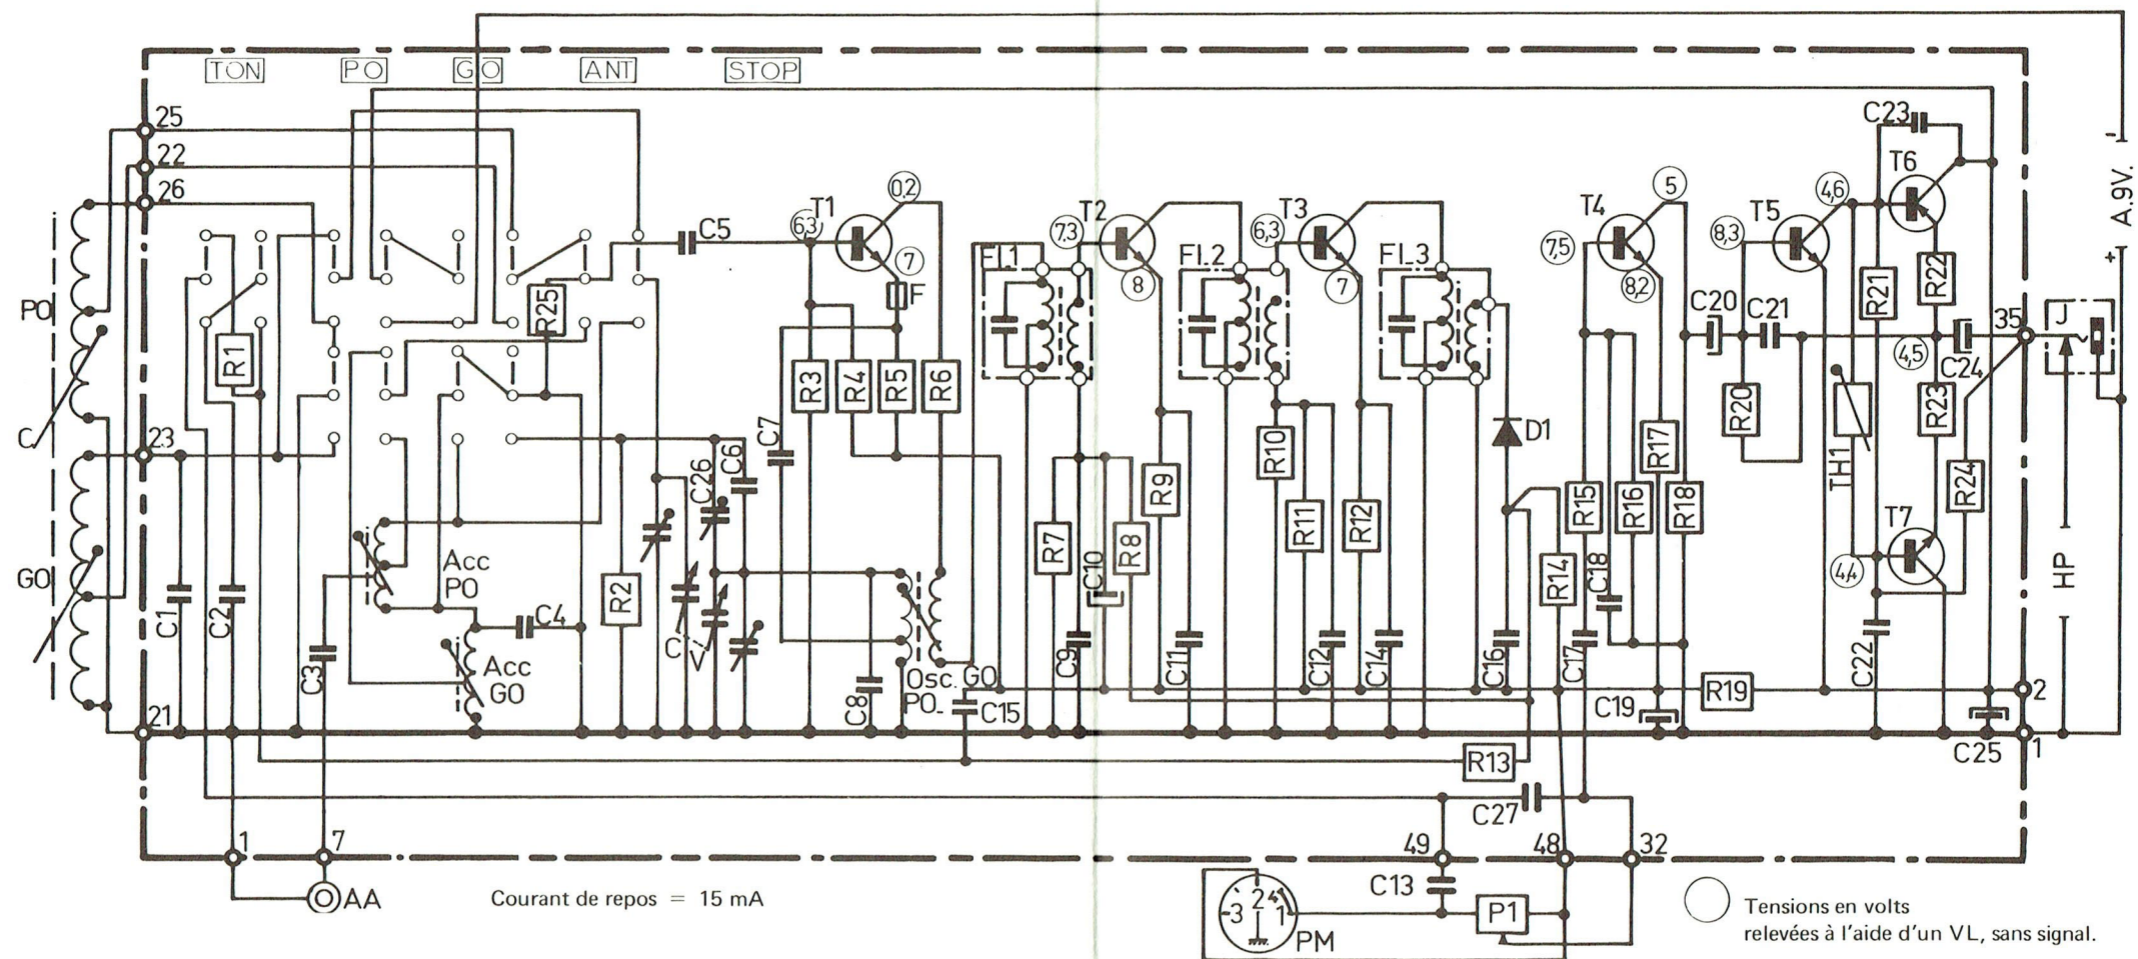 TON PO GO ANT STOP
25
22
26
23
21
PO
C
GO
R1
C1
C2
C3
Acc
PO
Acc
GO
C4
R25
R2
C5
C26
C6
CV
C7
C8
6,3
T1
0,2
7
F
R3
R4
R5
R6
Osc. GO
PO
C15
FI_1
7,3
T2
8
R7
C9
C10
R8
R9
C11
FI_2
6,3
T3
7
R10
R11
C12
R12
C14
FI_3
D1
C16
R14
R13
7,5
T4
5
8,2
R15
C18
R16
R17
R18
C17
C19
R19
C20
C21
8,3
T5
4,6
R20
TH1
C23
T6
R21
R22
4,5
C24
R23
R24
T7
4,4
C22
C25
35
J
HP
2
1
-
A.9V.
+
C27
1
7
49
48
32
AA
Courant de repos = 15 mA
C13
P1
3 2 4 1
PM
Tensions en volts
relevées à l'aide d'un VL, sans signal.